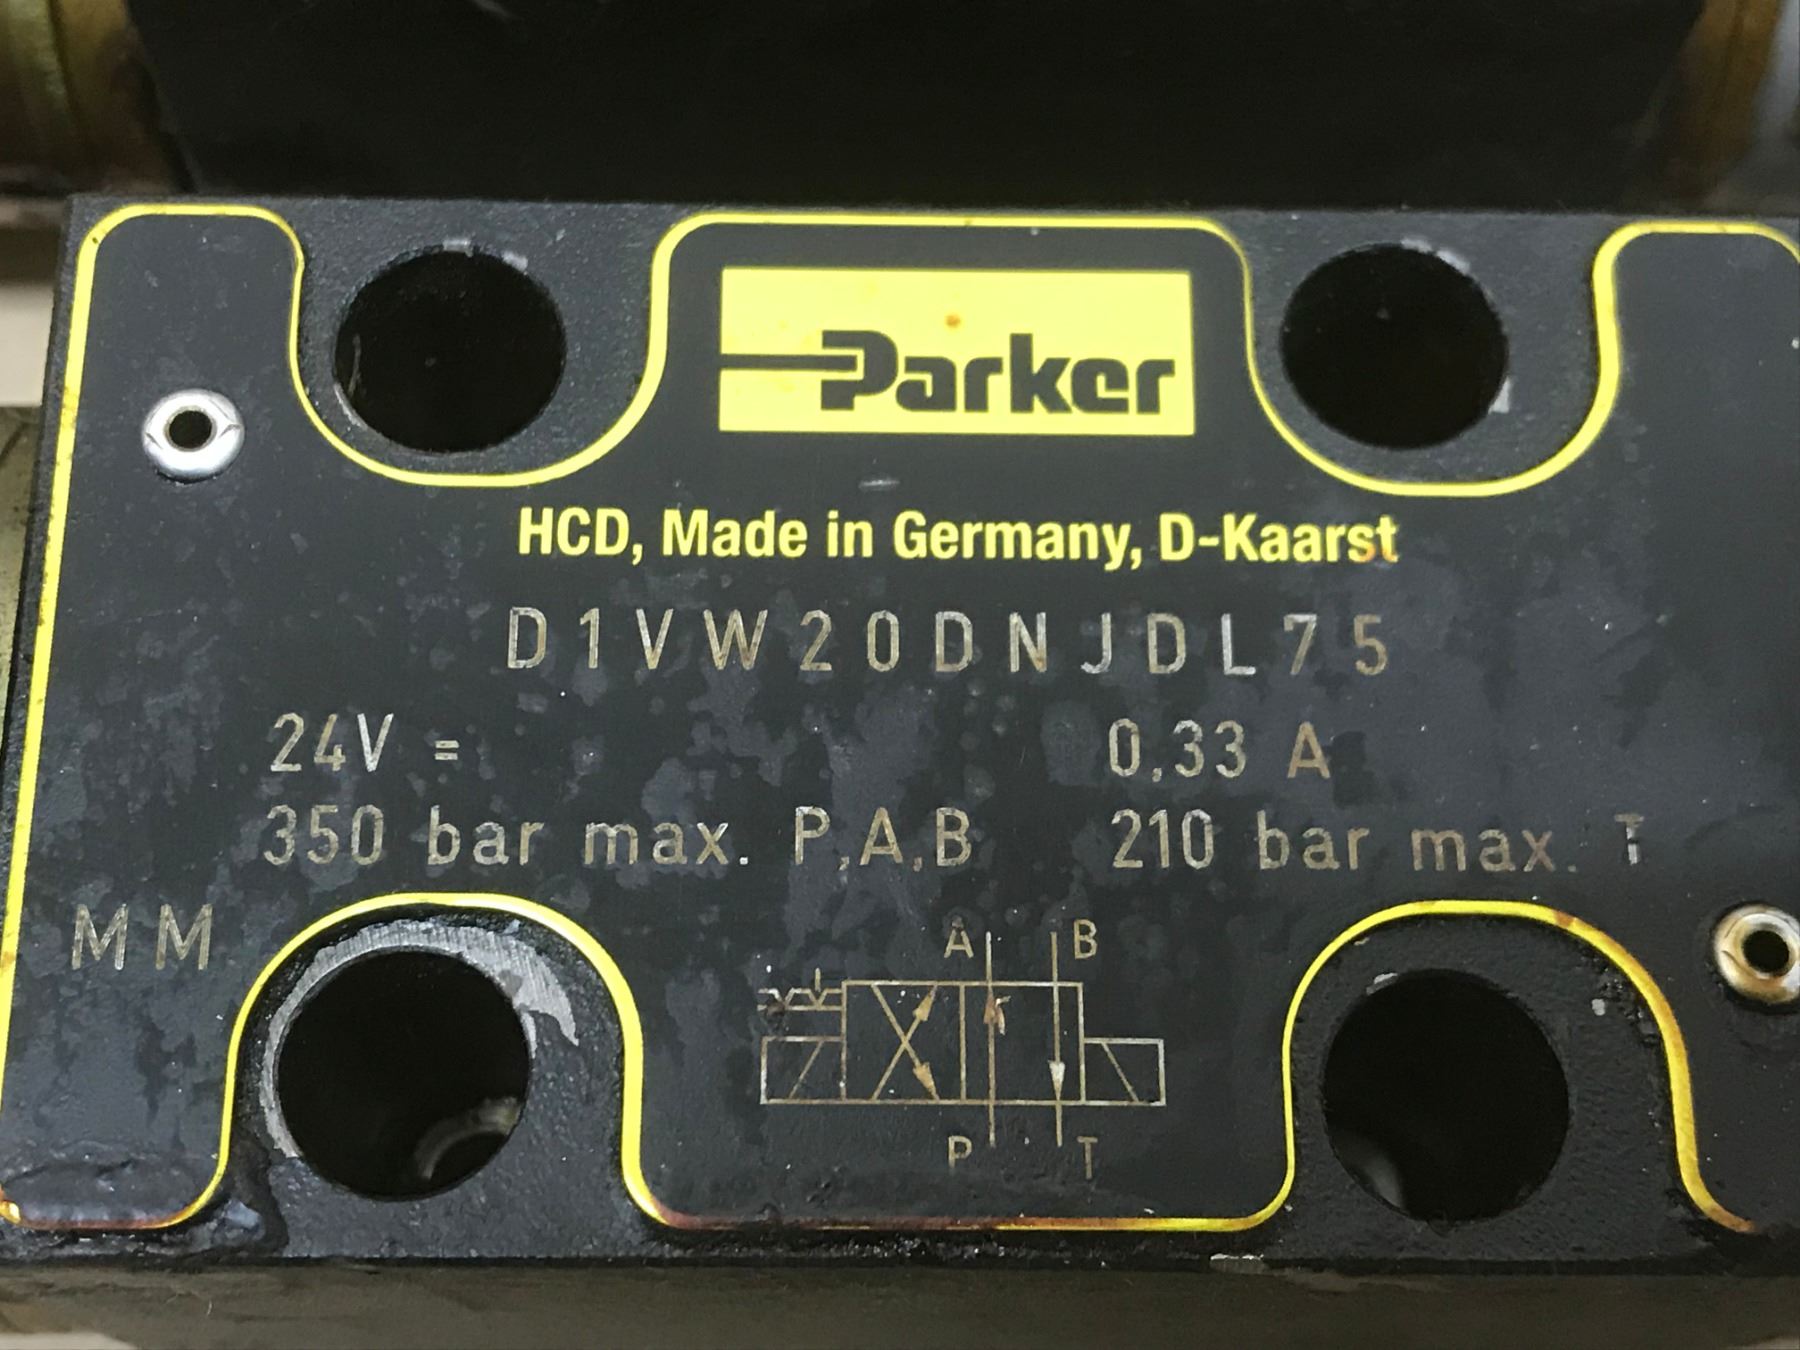 Parker
HCD, Made in Germany, D-Kaarst
D1VW20DNJDL75
24V = 0,33 A
350 bar max. P,A,B 210 bar max. T
MM
A B
P T